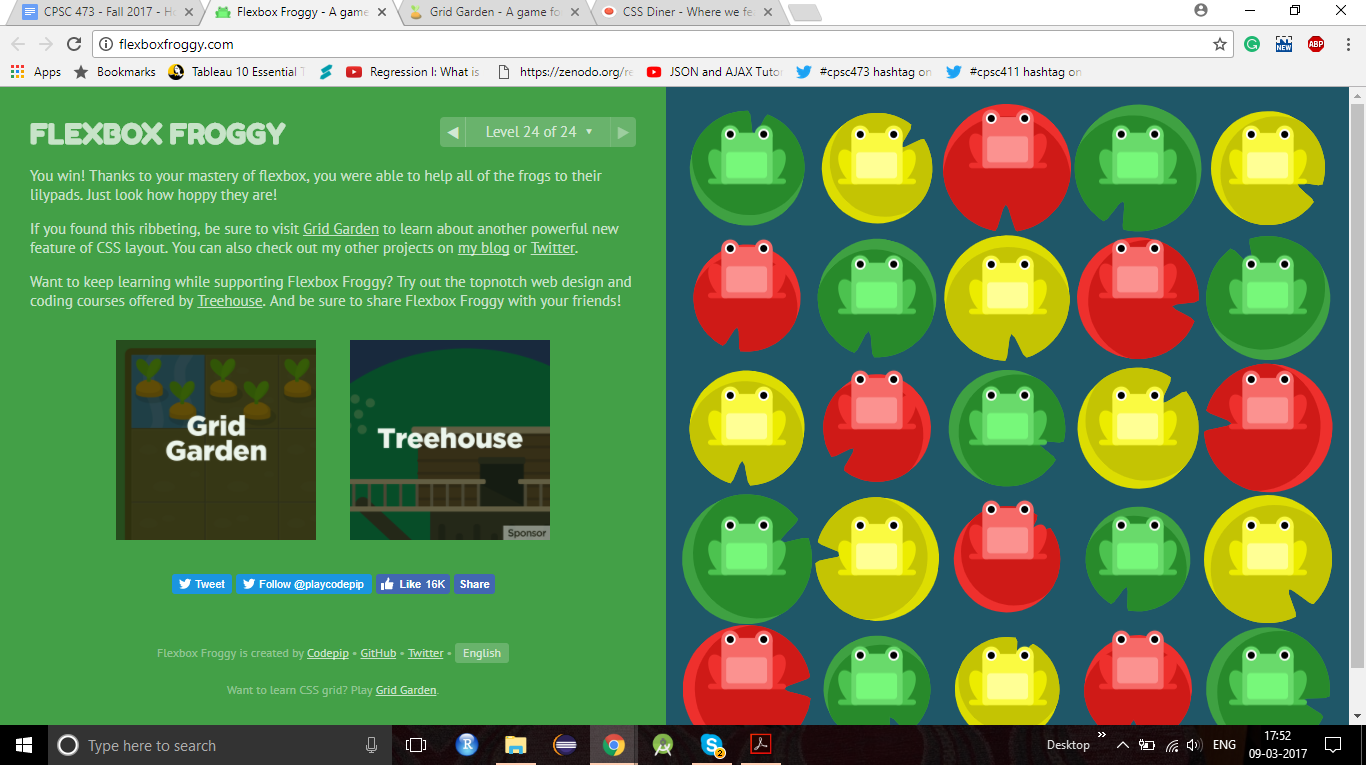 CPSC 473 - Fall 2017 - H
Flexbox Froggy - A game
Grid Garden - A game fo
CSS Diner - Where we fe
flexboxfroggy.com
NEW
ABP
Apps
Bookmarks
Tableau 10 Essential T
Regression I: What is
https://zenodo.org/re
JSON and AJAX Tutor
#cpsc473 hashtag on
#cpsc411 hashtag on
FLEXBOX FROGGY
Level 24 of 24
You win! Thanks to your mastery of flexbox, you were able to help all of the frogs to their
lilypads. Just look how hoppy they are!
If you found this ribbeting, be sure to visit Grid Garden to learn about another powerful new
feature of CSS layout. You can also check out my other projects on my blog or Twitter.
Want to keep learning while supporting Flexbox Froggy? Try out the topnotch web design and
coding courses offered by Treehouse. And be sure to share Flexbox Froggy with your friends!
Grid
Garden
Treehouse
Sponsor
Tweet
Follow @playcodepip
Like 16K
Share
Flexbox Froggy is created by Codepip • GitHub • Twitter • English
Want to learn CSS grid? Play Grid Garden.
Type here to search
R
2
Desktop
ENG
17:52
09-03-2017